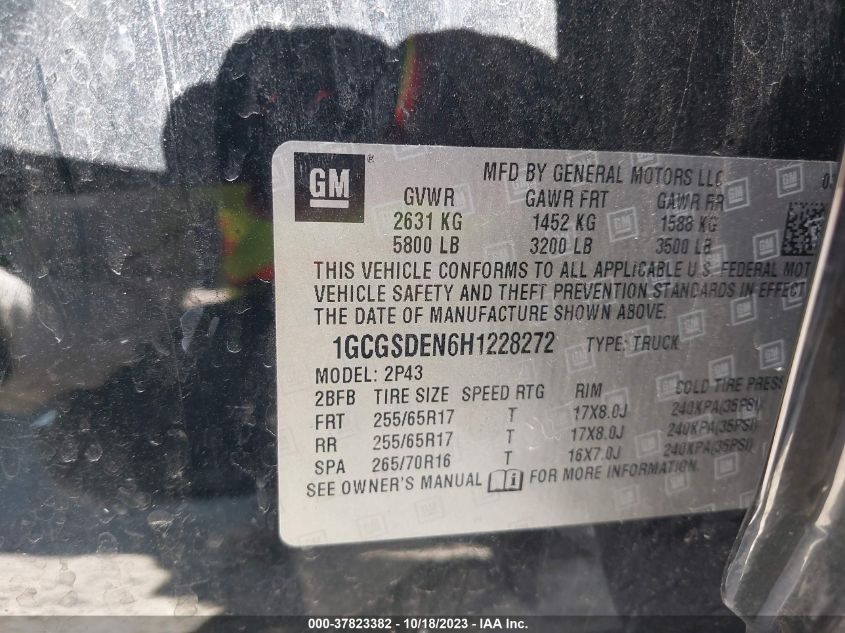 GM ®
MFD BY GENERAL MOTORS LLC
GVWR GAWR FRT GAWR RR
2631 KG 1452 KG 1588 KG
5800 LB 3200 LB 3500 LB
THIS VEHICLE CONFORMS TO ALL APPLICABLE U.S. FEDERAL MOT
VEHICLE SAFETY AND THEFT PREVENTION STANDARDS IN EFFECT
THE DATE OF MANUFACTURE SHOWN ABOVE.
1GCGSDEN6H1228272 TYPE: TRUCK
MODEL: 2P43
2BFB TIRE SIZE SPEED RTG RIM COLD TIRE PRESS
FRT 255/65R17 T 17X8.0J 240KPA(35PSI)
RR 255/65R17 T 17X8.0J 240KPA(35PSI)
SPA 265/70R16 T 16X7.0J 240KPA(35PSI)
SEE OWNER'S MANUAL FOR MORE INFORMATION.
000-37823382 - 10/18/2023 - IAA Inc.